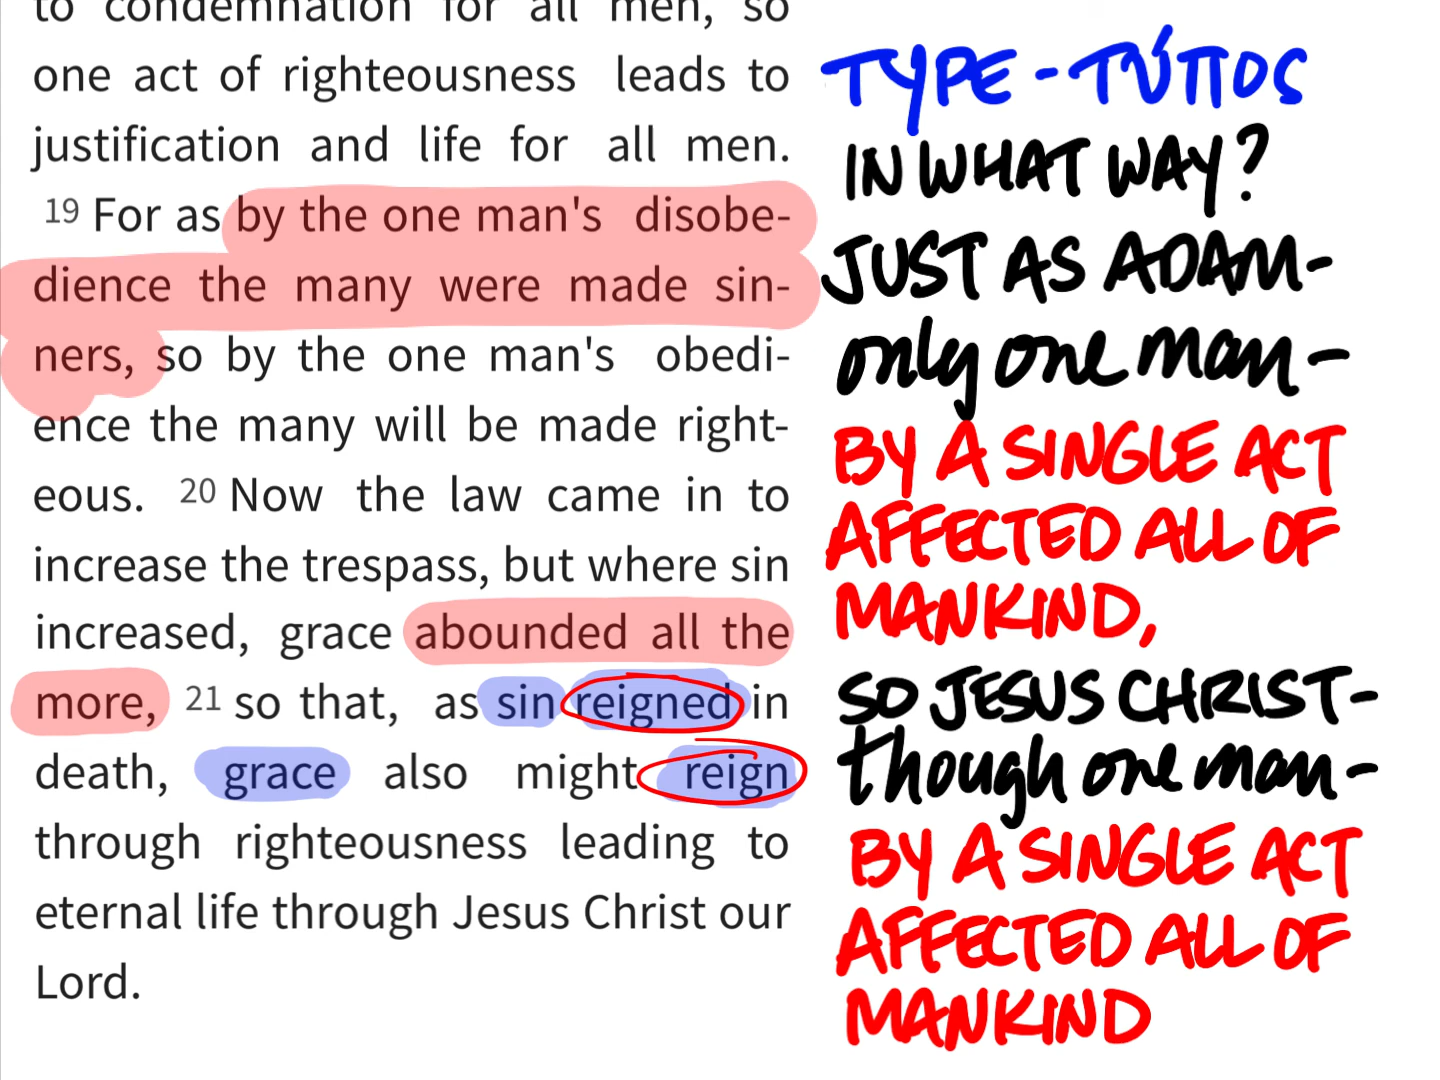 to condemnation for all men, so
one act of righteousness leads to
justification and life for all men.
19 For as by the one man's disobe-
dience the many were made sin-
ners, so by the one man's obedi-
ence the many will be made right-
eous. 20 Now the law came in to
increase the trespass, but where sin
increased, grace abounded all the
more, 21 so that, as sin reigned in
death, grace also might reign
through righteousness leading to
eternal life through Jesus Christ our
Lord.
TYPE - ΤΎΠΟΣ
IN WHAT WAY?
JUST AS ADAM-
only one man-
BY A SINGLE ACT
AFFECTED ALL OF
MANKIND,
SO JESUS CHRIST-
though one man-
BY A SINGLE ACT
AFFECTED ALL OF
MANKIND